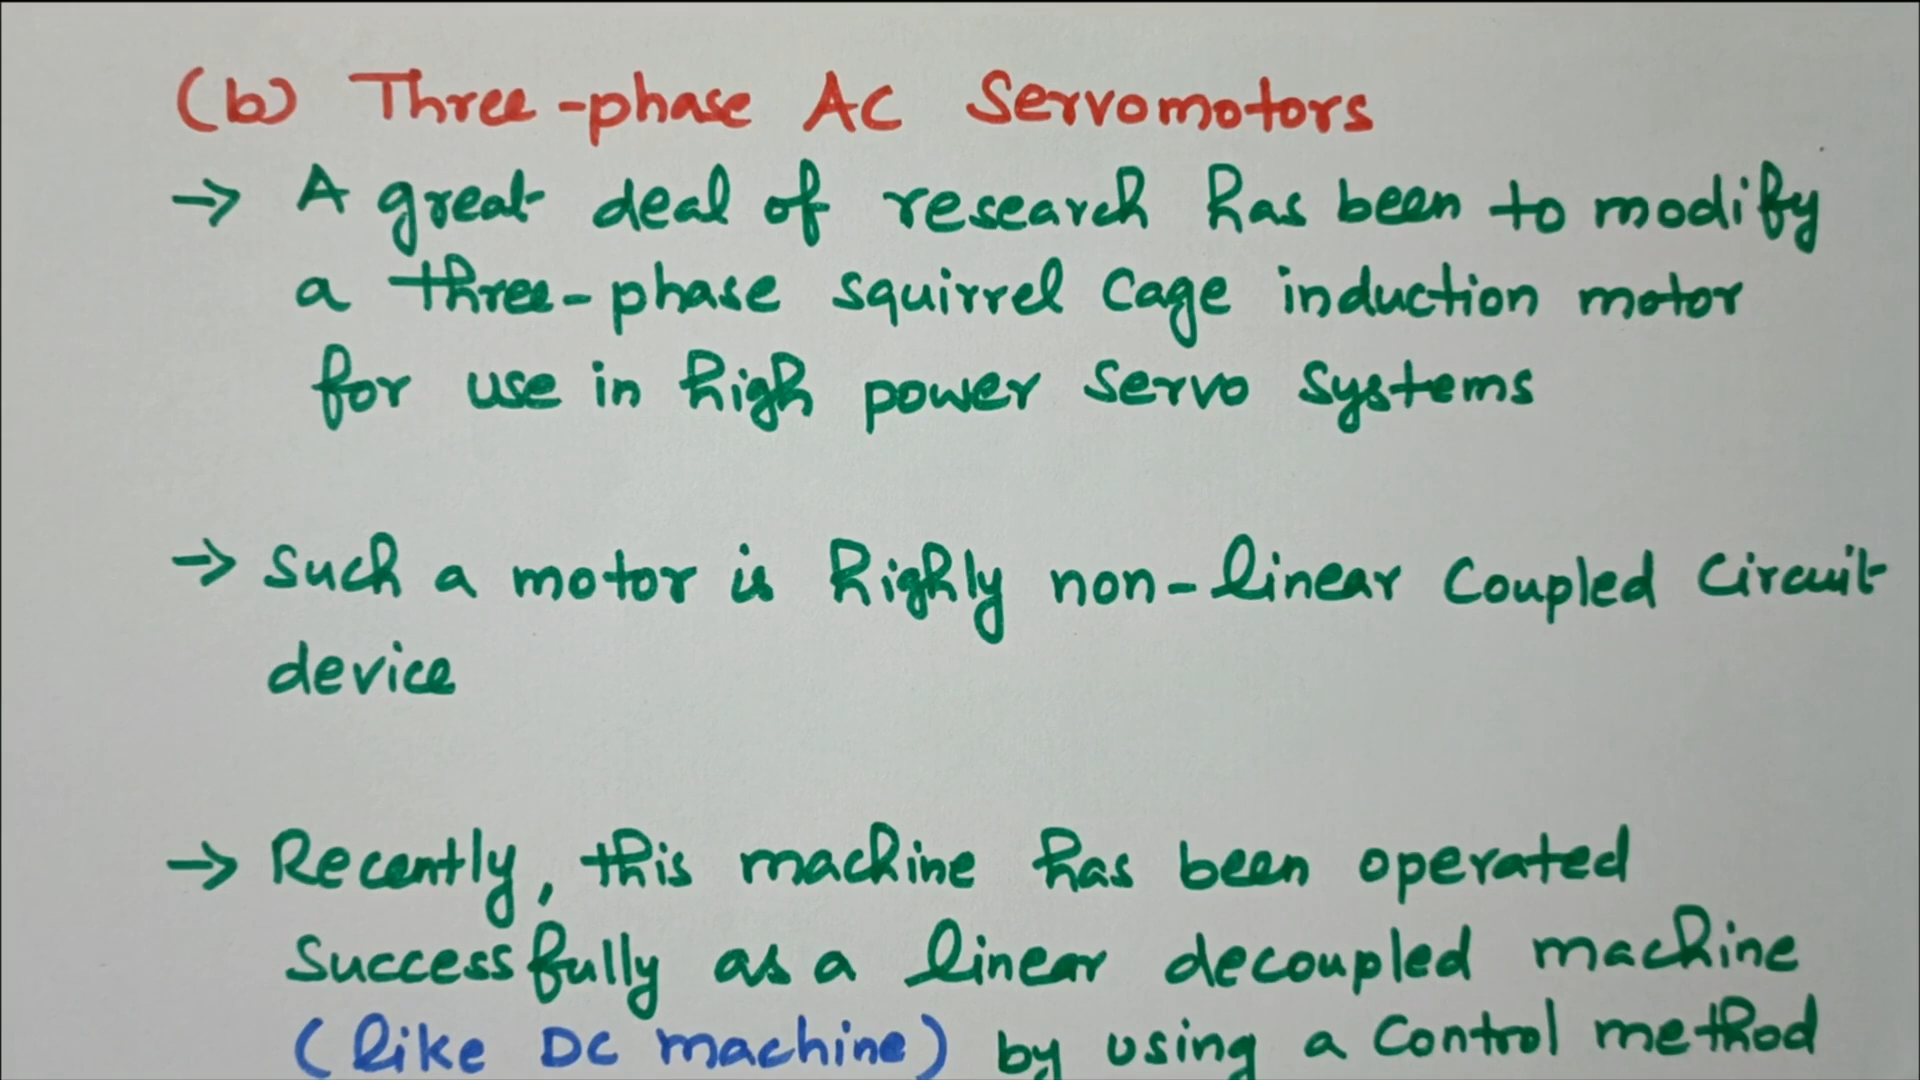 (b) Three-phase AC Servomotors
→ A great deal of research has been to modify
a three-phase squirrel cage induction motor
for use in high power servo systems
→ Such a motor is highly non-linear coupled circuit
device
→ Recently, this machine has been operated
successfully as a linear decoupled machine
(like DC machine) by using a control method